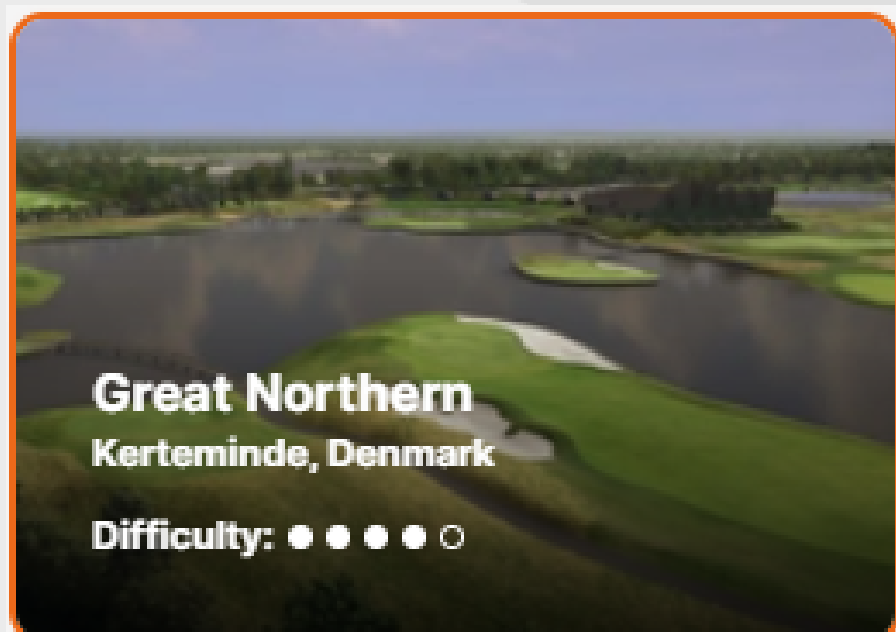 Great Northern
Kerteminde, Denmark
Difficulty: ●●●●○